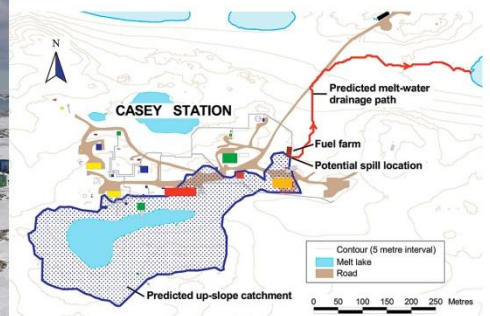 N
CASEY STATION
Predicted melt-water
drainage path
Fuel farm
Potential spill location
Predicted up-slope catchment
Contour (5 metre interval)
Melt lake
Road
0 50 100 150 200 250 Metres